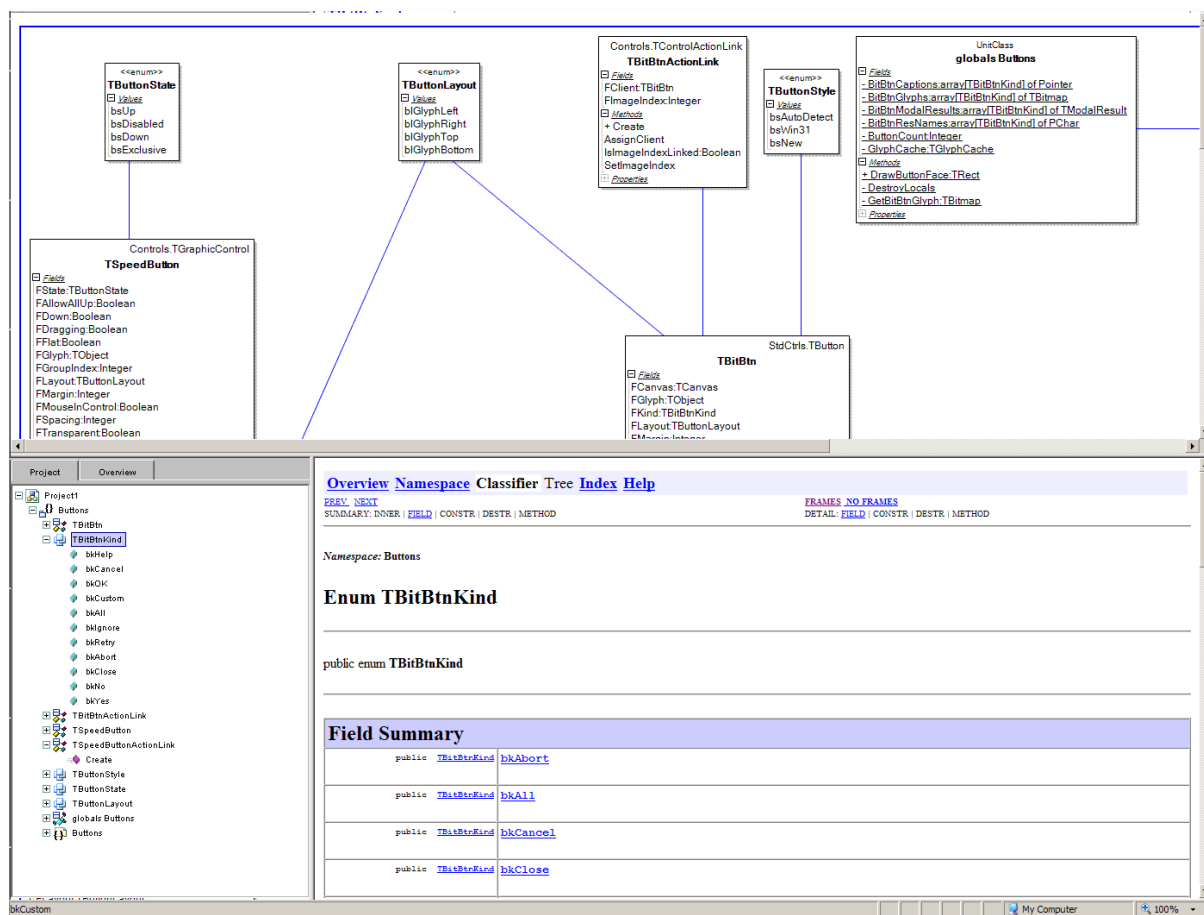 <<enum>>
TButtonState
Values
bsUp
bsDisabled
bsDown
bsExclusive
<<enum>>
TButtonLayout
Values
blGlyphLeft
blGlyphRight
blGlyphTop
blGlyphBottom
Controls.TControlActionLink
TBitBtnActionLink
Fields
FClient:TBitBtn
FImageIndex:Integer
Methods
+ Create
AssignClient
IsImageIndexLinked:Boolean
SetImageIndex
Properties
<<enum>>
TButtonStyle
Values
bsAutoDetect
bsWin31
bsNew
UnitClass
globals Buttons
Fields
- BitBtnCaptions:array[TBitBtnKind] of Pointer
- BitBtnGlyphs:array[TBitBtnKind] of TBitmap
- BitBtnModalResults:array[TBitBtnKind] of TModalResult
- BitBtnResNames:array[TBitBtnKind] of PChar
- ButtonCount:Integer
- GlyphCache:TGlyphCache
Methods
+ DrawButtonFace:TRect
- DestroyLocals
- GetBitBtnGlyph:TBitmap
Properties
Controls.TGraphicControl
TSpeedButton
Fields
FState:TButtonState
FAllowAllUp:Boolean
FDown:Boolean
FDragging:Boolean
FFlat:Boolean
FGlyph:TObject
FGroupIndex:Integer
FLayout:TButtonLayout
FMargin:Integer
FMouseInControl:Boolean
FSpacing:Integer
FTransparent:Boolean
StdCtrls.TButton
TBitBtn
Fields
FCanvas:TCanvas
FGlyph:TObject
FKind:TBitBtnKind
FLayout:TButtonLayout
FMargin:Integer
Project Overview
Project1
Buttons
TBitBtn
TBitBtnKind
bkHelp
bkCancel
bkOK
bkCustom
bkAll
bkIgnore
bkRetry
bkAbort
bkClose
bkNo
bkYes
TBitBtnActionLink
TSpeedButton
TSpeedButtonActionLink
Create
TButtonStyle
TButtonState
TButtonLayout
globals Buttons
Buttons
Overview Namespace Classifier Tree Index Help
PREV NEXT FRAMES NO FRAMES
SUMMARY: INNER | FIELD | CONSTR | DESTR | METHOD DETAIL: FIELD | CONSTR | DESTR | METHOD
Namespace: Buttons
Enum TBitBtnKind
public enum TBitBtnKind
Field Summary
public TBitBtnKind bkAbort
public TBitBtnKind bkAll
public TBitBtnKind bkCancel
public TBitBtnKind bkClose
bkCustom My Computer 100%